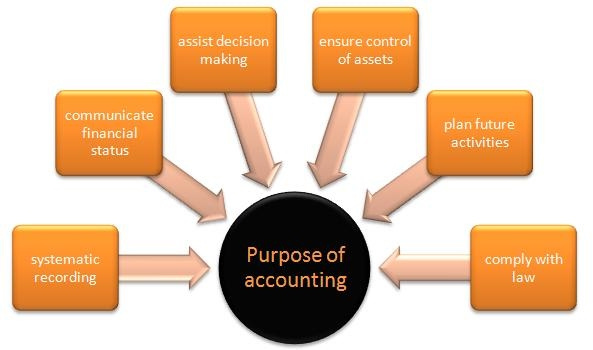 assist decision
making
ensure control
of assets
communicate
financial
status
plan future
activities
systematic
recording
Purpose of
accounting
comply with
law